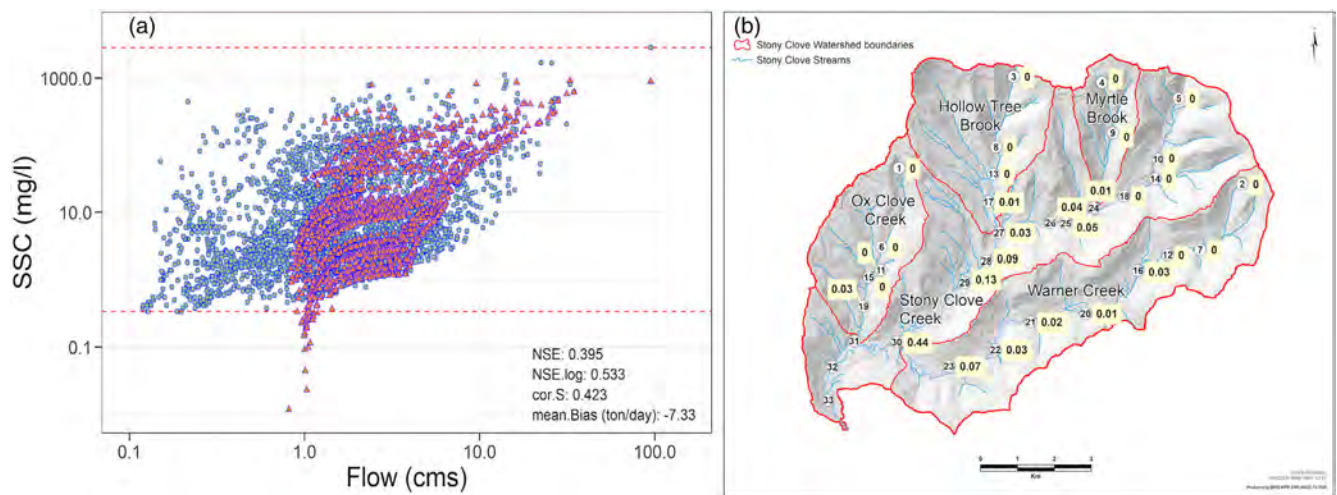 (a)
1000.0
10.0
0.1
SSC (mg/l)
NSE: 0.395
NSE.log: 0.533
cor.S: 0.423
mean.Bias (ton/day): -7.33
0.1
1.0
10.0
100.0
Flow (cms)
(b)
Stony Clove Watershed boundaries
Stony Clove Streams
3 0
4 0
5 0
Hollow Tree
Brook
Myrtle
Brook
9 0
8 0
1 0
10 0
13 0
14 0
2 0
0.01
17 0.01
18 0
0.04 24
Ox Clove
Creek
26 25
0.05
27 0.03
6 0
0
28 0.09
12 0
7 0
11
15
16 0.03
0.03
0
29 0.13
Warner Creek
19
Stony Clove
Creek
20 0.01
21 0.02
31
30 0.44
22 0.03
32
23 0.07
33
0 1 2 3
Km